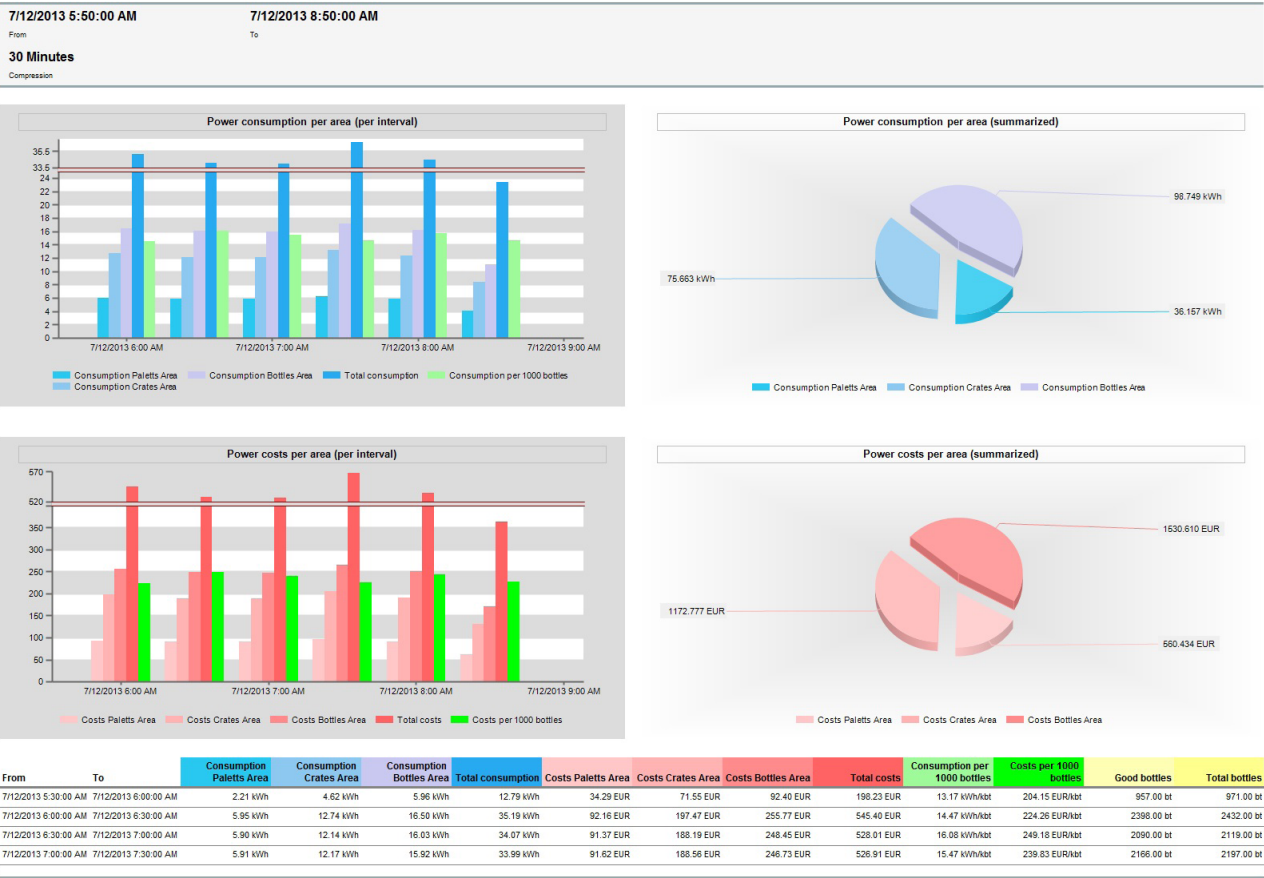 7/12/2013 5:50:00 AM 7/12/2013 8:50:00 AM
From To
30 Minutes
Compression
Power consumption per area (per interval)
36.5
33.5
24
22
20
18
16
14
12
10
8
6
4
2
0
7/12/2013 6:00 AM 7/12/2013 7:00 AM 7/12/2013 8:00 AM 7/12/2013 9:00 AM
Consumption Paletts Area Consumption Bottles Area Total consumption Consumption per 1000 bottles
Consumption Crates Area
Power consumption per area (summarized)
98.749 kWh
75.663 kWh
36.157 kWh
Consumption Paletts Area Consumption Crates Area Consumption Bottles Area
Power costs per area (per interval)
570
520
350
300
250
200
150
100
50
0
7/12/2013 6:00 AM 7/12/2013 7:00 AM 7/12/2013 8:00 AM 7/12/2013 9:00 AM
Costs Paletts Area Costs Crates Area Costs Bottles Area Total costs Costs per 1000 bottles
Power costs per area (summarized)
1530.610 EUR
1172.777 EUR
560.434 EUR
Costs Paletts Area Costs Crates Area Costs Bottles Area
Consumption Consumption Consumption Consumption per Costs per 1000
From To Paletts Area Crates Area Bottles Area Total consumption Costs Paletts Area Costs Crates Area Costs Bottles Area Total costs 1000 bottles bottles Good bottles Total bottles
7/12/2013 5:30:00 AM 7/12/2013 6:00:00 AM 2.21 kWh 4.62 kWh 5.96 kWh 12.79 kWh 34.29 EUR 71.55 EUR 92.40 EUR 198.23 EUR 13.17 kWh/kbt 204.15 EUR/kbt 957.00 bt 971.00 bt
7/12/2013 6:00:00 AM 7/12/2013 6:30:00 AM 5.95 kWh 12.74 kWh 16.50 kWh 35.19 kWh 92.16 EUR 197.47 EUR 255.77 EUR 545.40 EUR 14.47 kWh/kbt 224.26 EUR/kbt 2398.00 bt 2432.00 bt
7/12/2013 6:30:00 AM 7/12/2013 7:00:00 AM 5.90 kWh 12.14 kWh 16.03 kWh 34.07 kWh 91.37 EUR 188.19 EUR 248.45 EUR 528.01 EUR 16.08 kWh/kbt 249.18 EUR/kbt 2090.00 bt 2119.00 bt
7/12/2013 7:00:00 AM 7/12/2013 7:30:00 AM 5.91 kWh 12.17 kWh 15.92 kWh 33.99 kWh 91.62 EUR 188.56 EUR 246.73 EUR 526.91 EUR 15.47 kWh/kbt 239.83 EUR/kbt 2166.00 bt 2197.00 bt